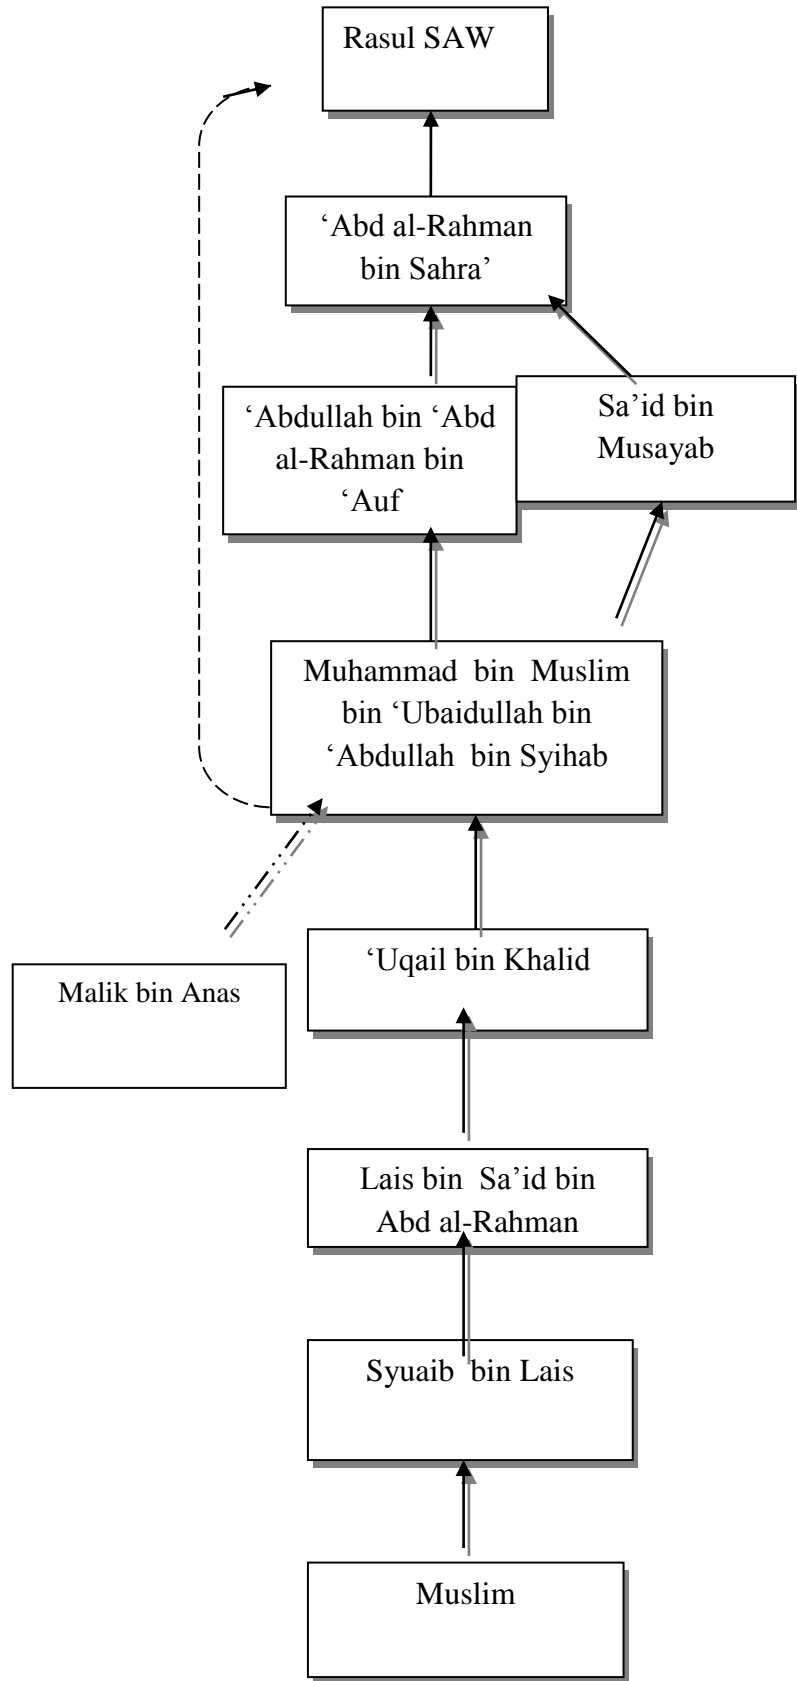 Rasul SAW
‘Abd al-Rahman
bin Sahra’
‘Abdullah bin ‘Abd
al-Rahman bin
‘Auf
Sa’id bin
Musayab
Muhammad bin Muslim
bin ‘Ubaidullah bin
‘Abdullah bin Syihab
‘Uqail bin Khalid
Malik bin Anas
Lais bin Sa’id bin
Abd al-Rahman
Syuaib bin Lais
Muslim